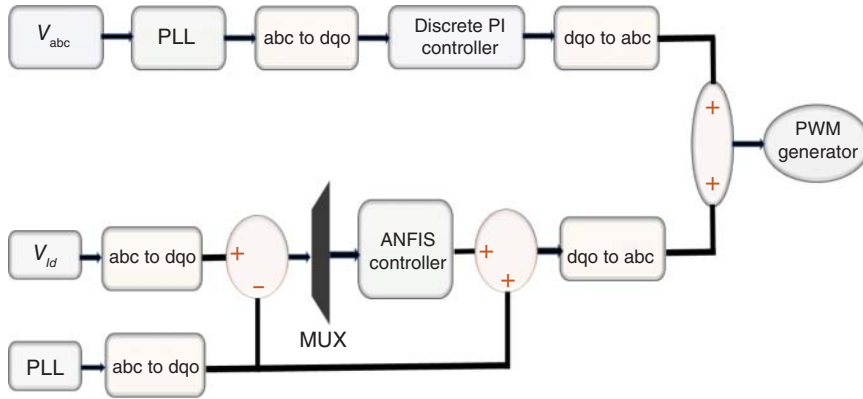 V_abc
PLL
abc to dqo
Discrete PI
controller
dqo to abc
+
+
PWM
generator
V_ld
abc to dqo
+
−
MUX
ANFIS
controller
+
+
dqo to abc
PLL
abc to dqo